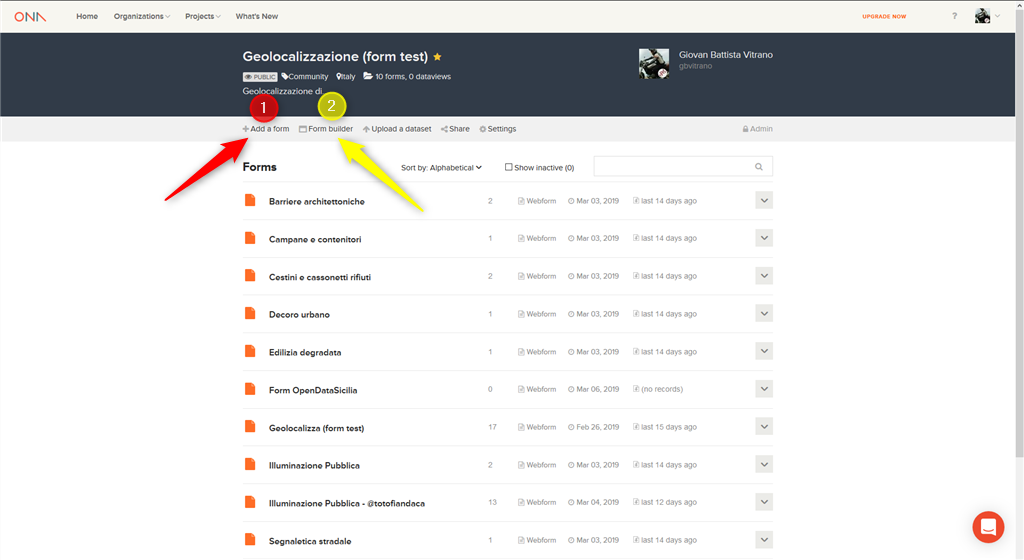 ONA Home Organizations Projects What's New UPGRADE NOW ?
Geolocalizzazione (form test)
Giovan Battista Vitrano
gbvitrano
PUBLIC Community Italy 10 forms, 0 dataviews
Geolocalizzazione di
1 2
Add a form Form builder Upload a dataset Share Settings Admin
Forms Sort by: Alphabetical Show inactive (0)
Barriere architettoniche 2 Webform Mar 03, 2019 last 14 days ago
Campane e contenitori 1 Webform Mar 03, 2019 last 14 days ago
Cestini e cassonetti rifiuti 2 Webform Mar 03, 2019 last 14 days ago
Decoro urbano 1 Webform Mar 03, 2019 last 14 days ago
Edilizia degradata 1 Webform Mar 03, 2019 last 14 days ago
Form OpenDataSicilia 0 Webform Mar 06, 2019 (no records)
Geolocalizza (form test) 17 Webform Feb 26, 2019 last 15 days ago
Illuminazione Pubblica 2 Webform Mar 03, 2019 last 14 days ago
Illuminazione Pubblica - @totofiandaca 13 Webform Mar 04, 2019 last 12 days ago
Segnaletica stradale 1 Webform Mar 03, 2019 last 14 days ago